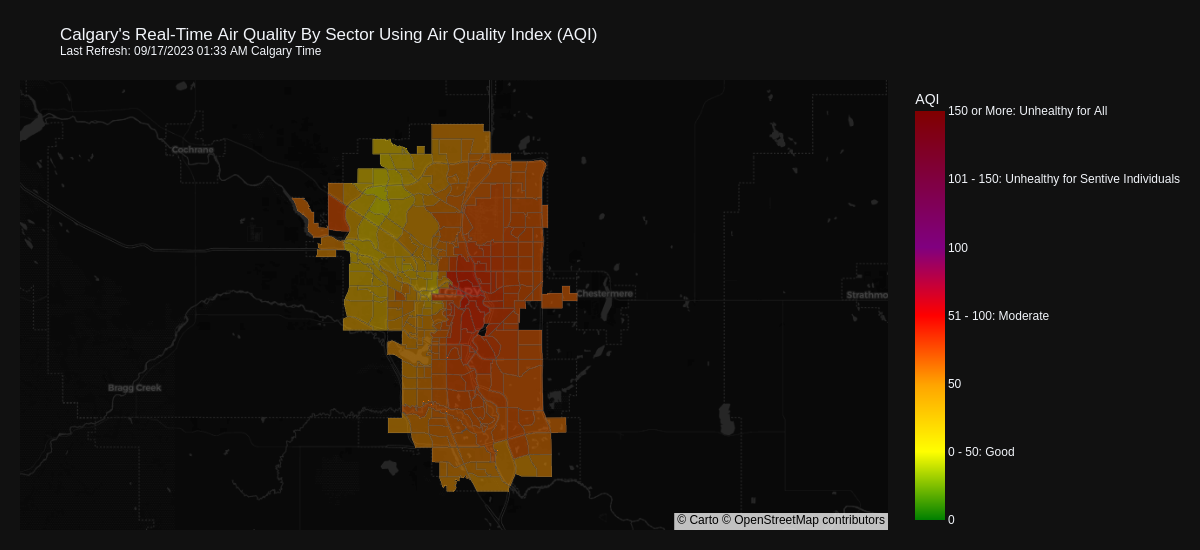 Calgary's Real-Time Air Quality By Sector Using Air Quality Index (AQI)
Last Refresh: 09/17/2023 01:33 AM Calgary Time
AQI
150 or More: Unhealthy for All
101 - 150: Unhealthy for Sentive Individuals
100
51 - 100: Moderate
50
0 - 50: Good
0
Cochrane
CALGARY
Chestermere
Strathmo
Bragg Creek
© Carto © OpenStreetMap contributors